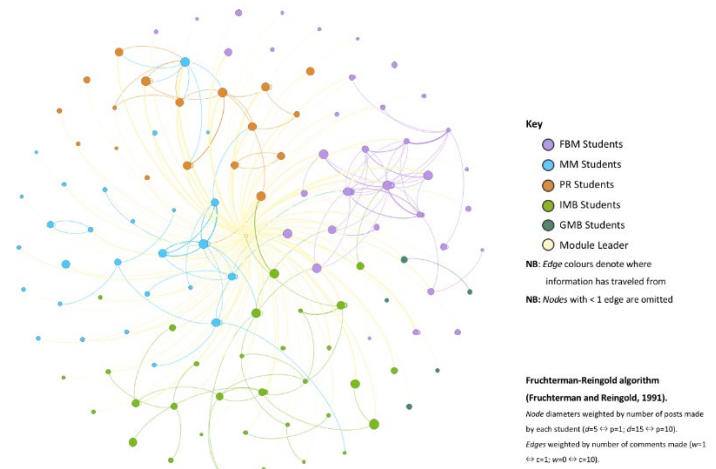 Key
FBM Students
MM Students
PR Students
IMB Students
GMB Students
Module Leader
NB: Edge colours denote where
information has traveled from
NB: Nodes with < 1 edge are omitted
Fruchterman-Reingold algorithm
(Fruchterman and Reingold, 1991).
Node diameters weighted by number of posts made
by each student (d=5 ⇔ p=1; d=15 ⇔ p=10).
Edges weighted by number of comments made (w=1
⇔ c=1; w=0 ⇔ c=10).